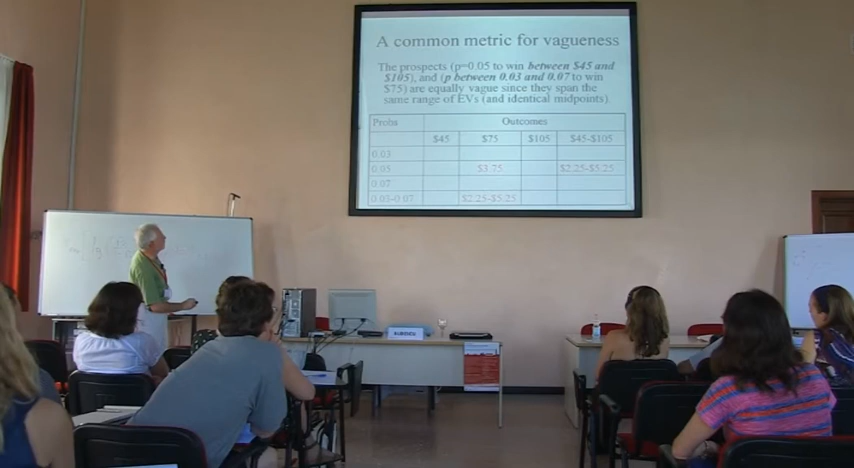 A common metric for vagueness
The prospects (p=0.05 to win between $45 and
$105), and (p between 0.03 and 0.07 to win
$75) are equally vague since they span the
same range of EVs (and identical midpoints)
Probs Outcomes
$45 $75 $105 $45-$105
0.03
0.05 $3.75 $2.25-$5.25
0.07
0.03-0.07 $2.25-$5.25